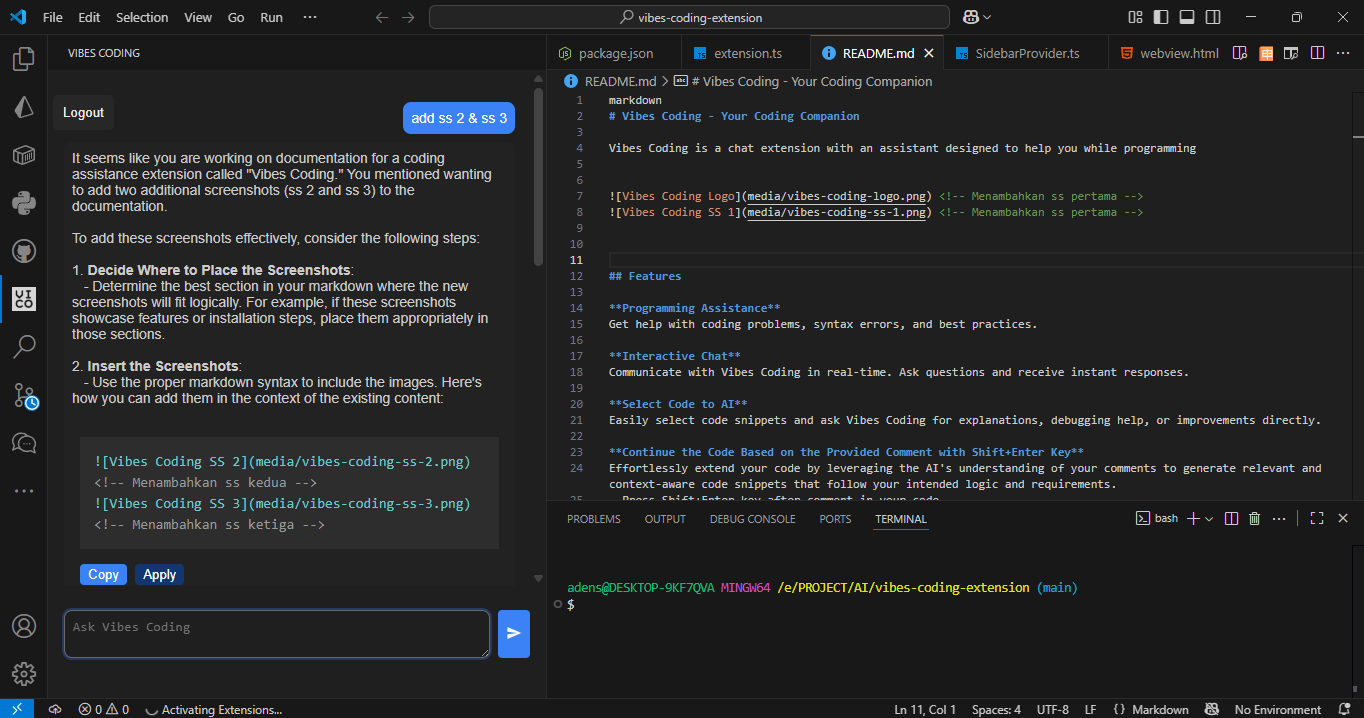 File Edit Selection View Go Run ··· vibes-coding-extension
VIBES CODING
Logout
add ss 2 & ss 3
It seems like you are working on documentation for a coding
assistance extension called "Vibes Coding." You mentioned wanting
to add two additional screenshots (ss 2 and ss 3) to the
documentation.
To add these screenshots effectively, consider the following steps:
1. Decide Where to Place the Screenshots:
- Determine the best section in your markdown where the new
screenshots will fit logically. For example, if these screenshots
showcase features or installation steps, place them appropriately in
those sections.
2. Insert the Screenshots:
- Use the proper markdown syntax to include the images. Here's
how you can add them in the context of the existing content:
![Vibes Coding SS 2](media/vibes-coding-ss-2.png)
<!-- Menambahkan ss kedua -->
![Vibes Coding SS 3](media/vibes-coding-ss-3.png)
<!-- Menambahkan ss ketiga -->
Copy Apply
Ask Vibes Coding
VICO
package.json extension.ts README.md SidebarProvider.ts webview.html
README.md > # Vibes Coding - Your Coding Companion
1 markdown
2 # Vibes Coding - Your Coding Companion
3
4 Vibes Coding is a chat extension with an assistant designed to help you while programming
5
6
7 ![Vibes Coding Logo](media/vibes-coding-logo.png) <!-- Menambahkan ss pertama -->
8 ![Vibes Coding SS 1](media/vibes-coding-ss-1.png) <!-- Menambahkan ss pertama -->
9
10
11
12 ## Features
13
14 **Programming Assistance**
15 Get help with coding problems, syntax errors, and best practices.
16
17 **Interactive Chat**
18 Communicate with Vibes Coding in real-time. Ask questions and receive instant responses.
19
20 **Select Code to AI**
21 Easily select code snippets and ask Vibes Coding for explanations, debugging help, or improvements directly.
22
23 **Continue the Code Based on the Provided Comment with Shift+Enter Key**
24 Effortlessly extend your code by leveraging the AI's understanding of your comments to generate relevant and
context-aware code snippets that follow your intended logic and requirements.
25 - Press Shift+Enter key after comment in your code
PROBLEMS OUTPUT DEBUG CONSOLE PORTS TERMINAL bash
adens@DESKTOP-9KF7QVA MINGW64 /e/PROJECT/AI/vibes-coding-extension (main)
$
0 0 Activating Extensions... Ln 11, Col 1 Spaces: 4 UTF-8 LF {} Markdown No Environment